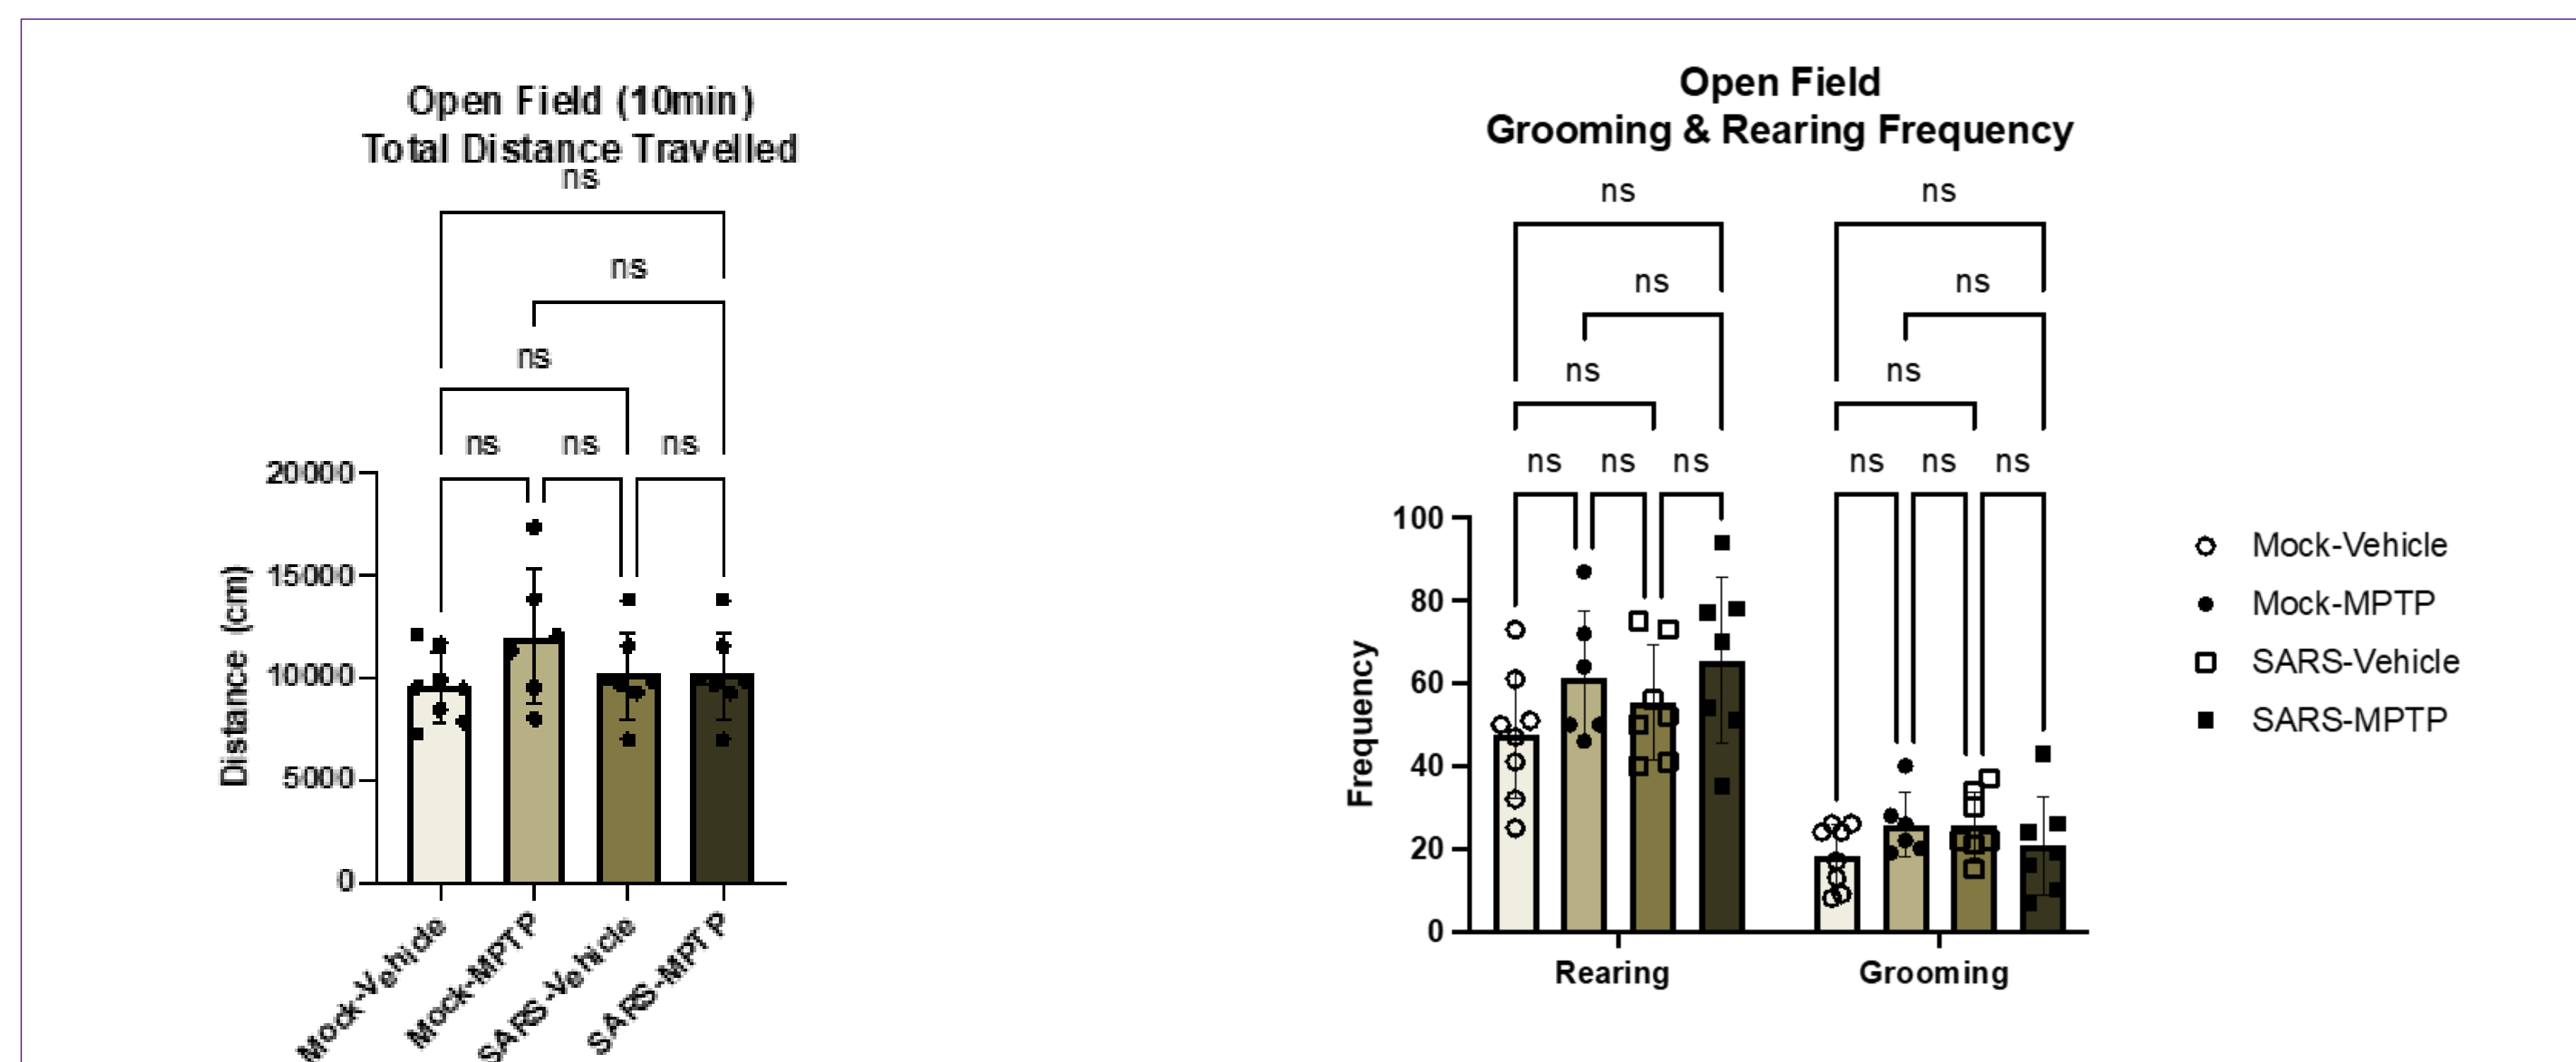 Open Field (10min)
Total Distance Travelled
ns
ns
ns
ns ns ns
20000
15000
10000
5000
0
Distance (cm)
Mock-Vehicle
Mock-MPTP
SARS-Vehicle
SARS-MPTP
Open Field
Grooming & Rearing Frequency
ns ns
ns ns
ns ns
ns ns ns ns ns ns
100
80
60
40
20
0
Frequency
Rearing Grooming
Mock-Vehicle
Mock-MPTP
SARS-Vehicle
SARS-MPTP